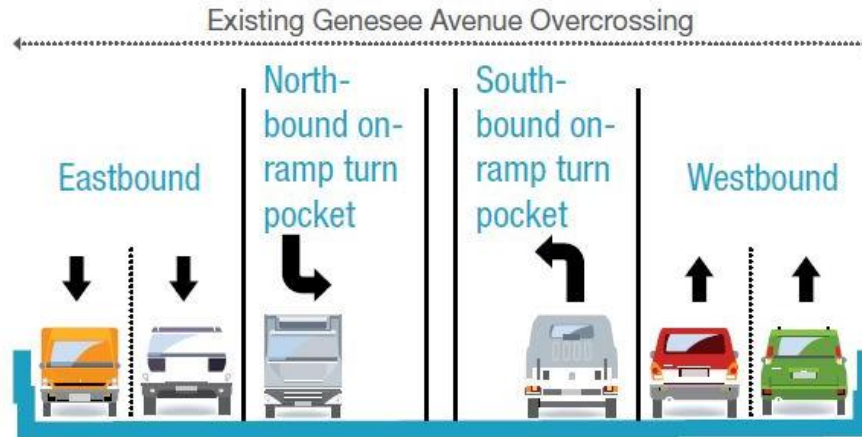 Existing Genesee Avenue Overcrossing
Eastbound
North-
bound on-
ramp turn
pocket
South-
bound on-
ramp turn
pocket
Westbound